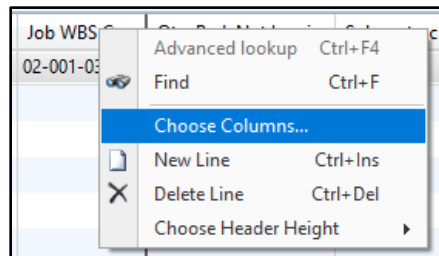 Job WBS
02-001-03
Advanced lookup Ctrl+F4
Find Ctrl+F
Choose Columns...
New Line Ctrl+Ins
Delete Line Ctrl+Del
Choose Header Height